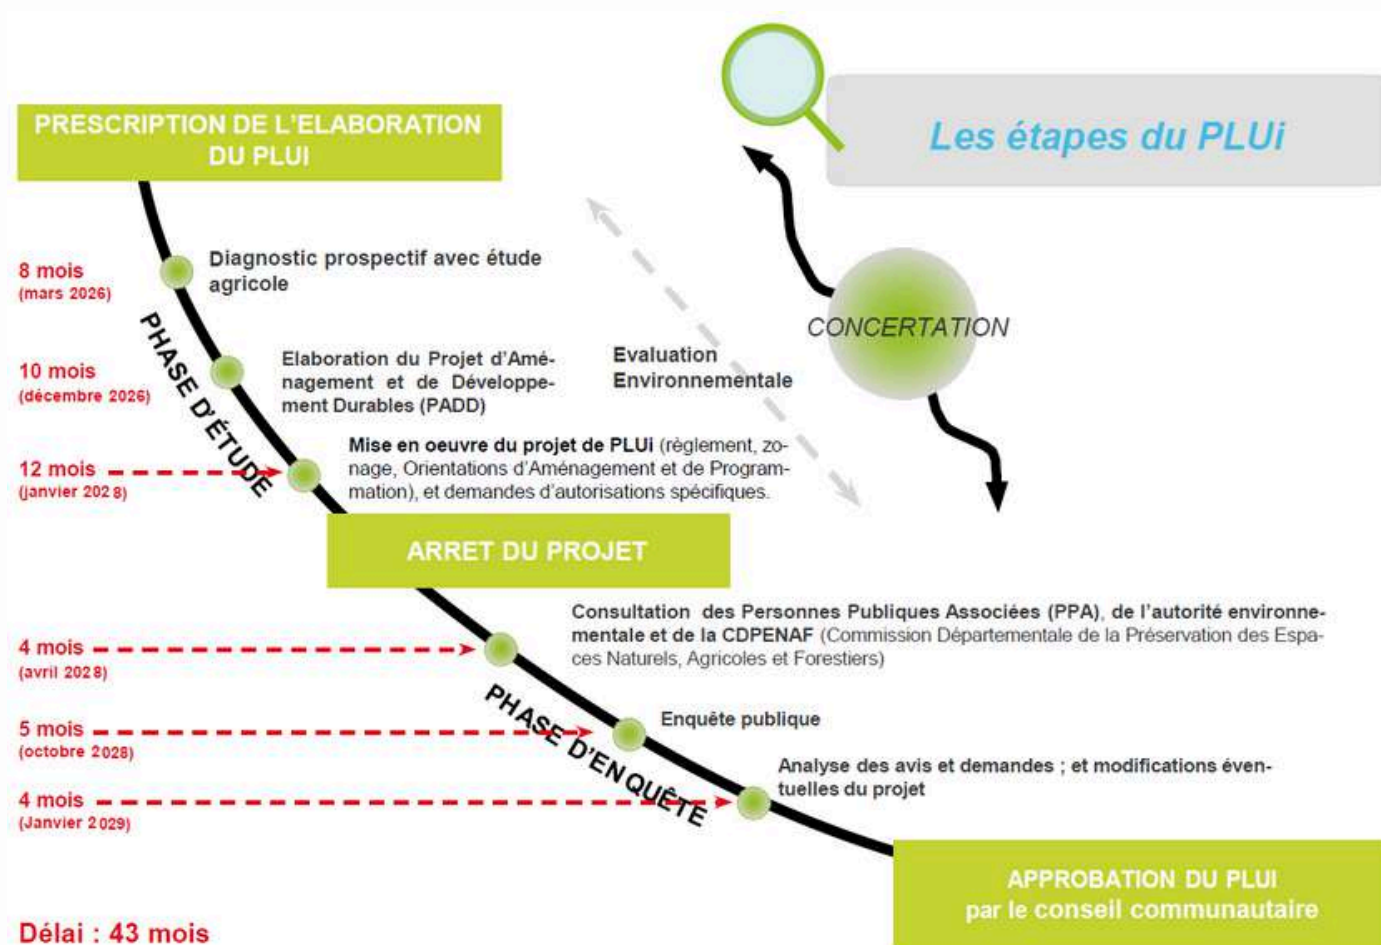 Les étapes du PLUi
PRESCRIPTION DE L'ELABORATION
DU PLUI
8 mois
(mars 2026)
Diagnostic prospectif avec étude
agricole
CONCERTATION
PHASE D'ÉTUDE
10 mois
(décembre 2026)
Elaboration du Projet d'Amé-
nagement et de Développe-
ment Durables (PADD)
Evaluation
Environnementale
12 mois
(janvier 2028)
Mise en oeuvre du projet de PLUi (règlement, zo-
nage, Orientations d'Aménagement et de Program-
mation), et demandes d'autorisations spécifiques.
ARRET DU PROJET
4 mois
(avril 2028)
Consultation des Personnes Publiques Associées (PPA), de l'autorité environne-
mentale et de la CDPENAF (Commission Départementale de la Préservation des Espa-
ces Naturels, Agricoles et Forestiers)
PHASE D'ENQUÊTE
5 mois
(octobre 2028)
Enquête publique
4 mois
(Janvier 2029)
Analyse des avis et demandes ; et modifications éven-
tuelles du projet
APPROBATION DU PLUI
par le conseil communautaire
Délai : 43 mois